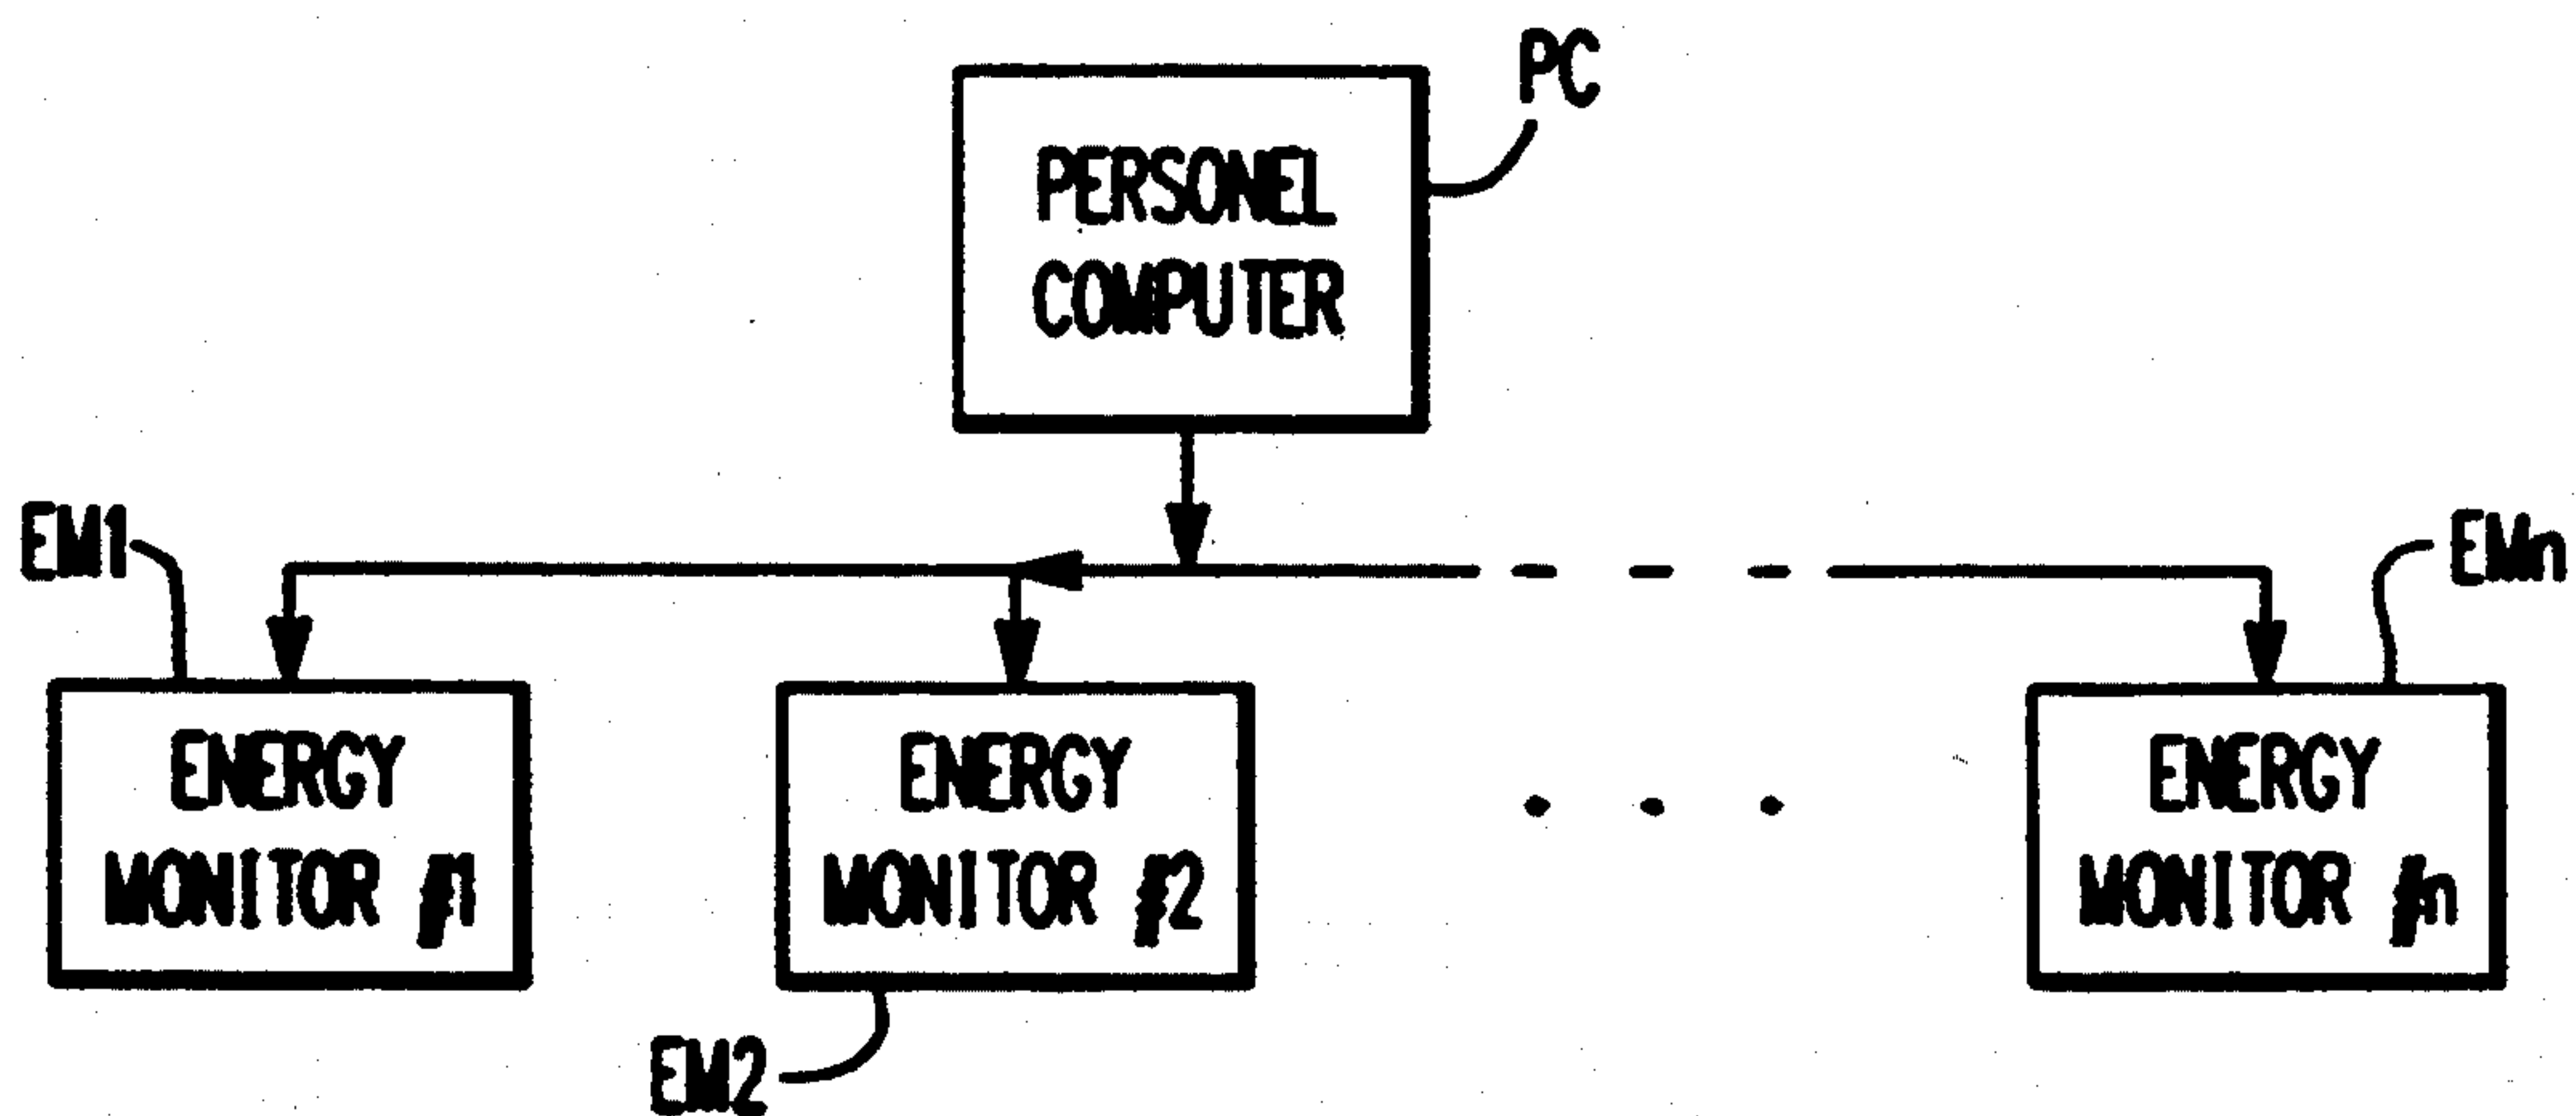 PC
PERSONEL
COMPUTER
EM1
EMn
ENERGY
MONITOR #1
ENERGY
MONITOR #2
ENERGY
MONITOR #n
EM2